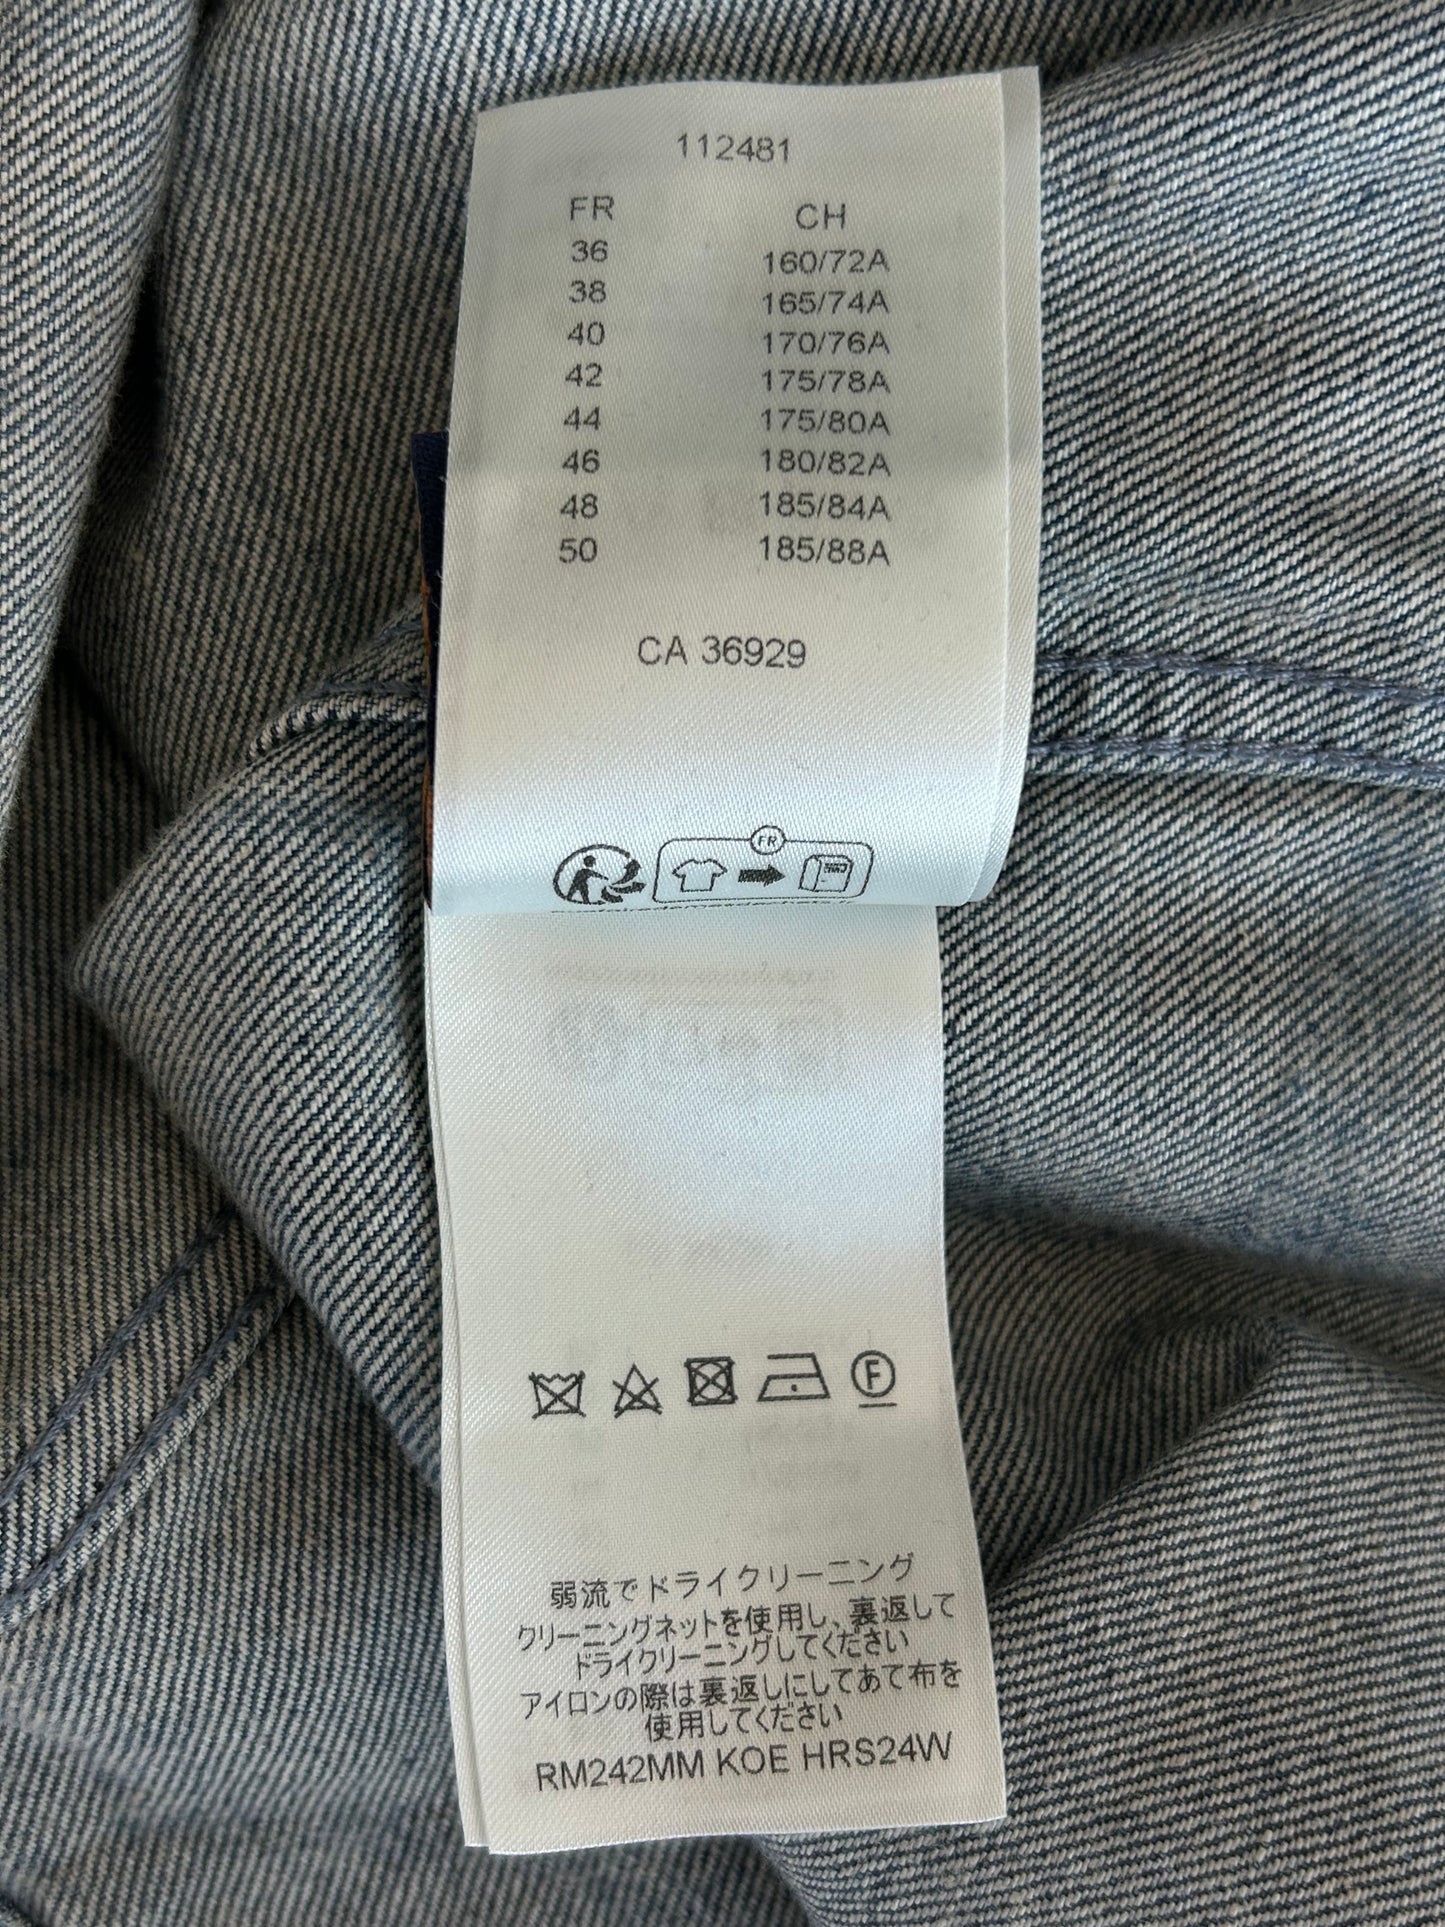 112481
FR CH
36 160/72A
38 165/74A
40 170/76A
42 175/78A
44 175/80A
46 180/82A
48 185/84A
50 185/88A
CA 36929
FR
F
弱流でドライクリーニング
クリーニングネットを使用し、裏返して
ドライクリーニングしてください
アイロンの際は裏返しにしてあて布を
使用してください
RM242MM KOE HRS24W